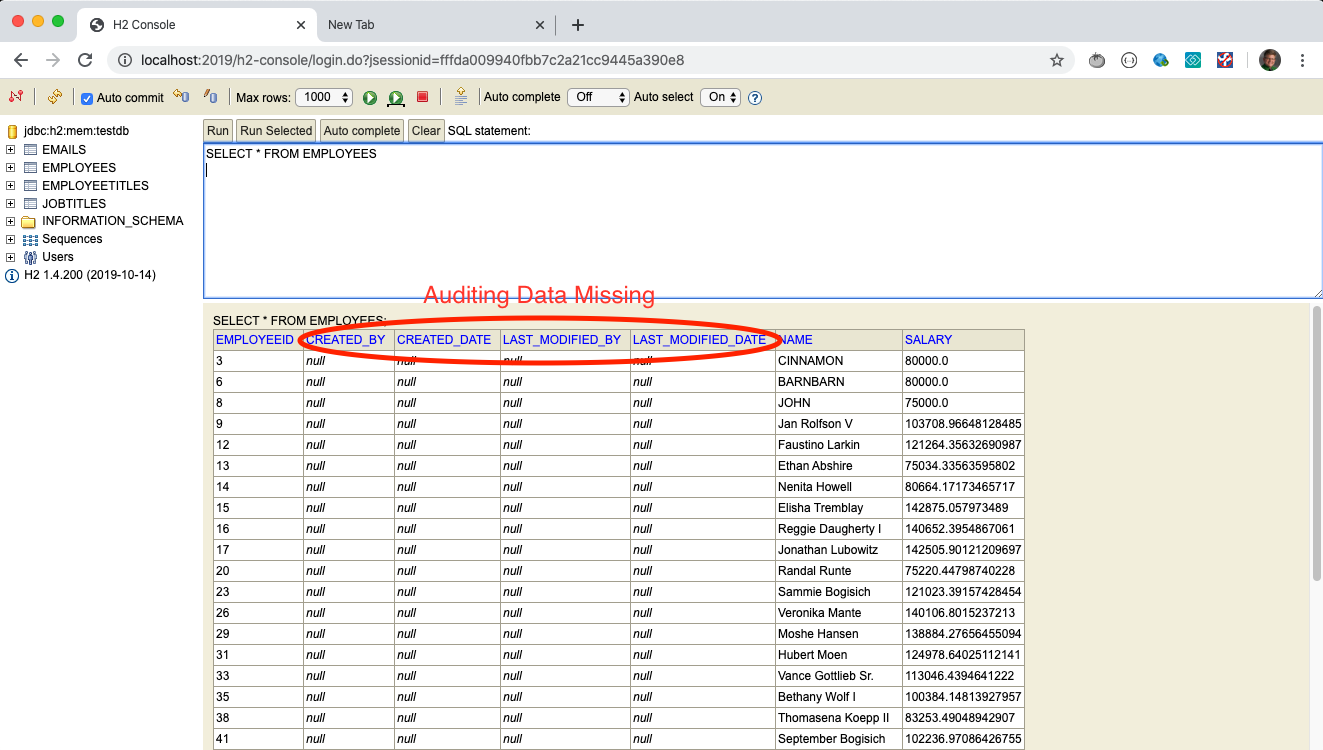 H2 Console
New Tab
localhost:2019/h2-console/login.do?jsessionid=fffda009940fbb7c2a21cc9445a390e8
Auto commit Max rows: 1000 Auto complete Off Auto select On ?
jdbc:h2:mem:testdb
EMAILS
EMPLOYEES
EMPLOYEETITLES
JOBTITLES
INFORMATION_SCHEMA
Sequences
Users
H2 1.4.200 (2019-10-14)
Run Run Selected Auto complete Clear SQL statement:
SELECT * FROM EMPLOYEES
Auditing Data Missing
SELECT * FROM EMPLOYEES;
EMPLOYEEID CREATED_BY CREATED_DATE LAST_MODIFIED_BY LAST_MODIFIED_DATE NAME SALARY
3 null null null null CINNAMON 80000.0
6 null null null null BARNBARN 80000.0
8 null null null null JOHN 75000.0
9 null null null null Jan Rolfson V 103708.96648128485
12 null null null null Faustino Larkin 121264.35632690987
13 null null null null Ethan Abshire 75034.33563595802
14 null null null null Nenita Howell 80664.17173465717
15 null null null null Elisha Tremblay 142875.057973489
16 null null null null Reggie Daugherty I 140652.3954867061
17 null null null null Jonathan Lubowitz 142505.90121209697
20 null null null null Randal Runte 75220.44798740228
23 null null null null Sammie Bogisich 121023.39157428454
26 null null null null Veronika Mante 140106.8015237213
29 null null null null Moshe Hansen 138884.27656455094
31 null null null null Hubert Moen 124978.64025112141
33 null null null null Vance Gottlieb Sr. 113046.4394641222
35 null null null null Bethany Wolf I 100384.14813927957
38 null null null null Thomasena Koepp II 83253.49048942907
41 null null null null September Bogisich 102236.97086426755